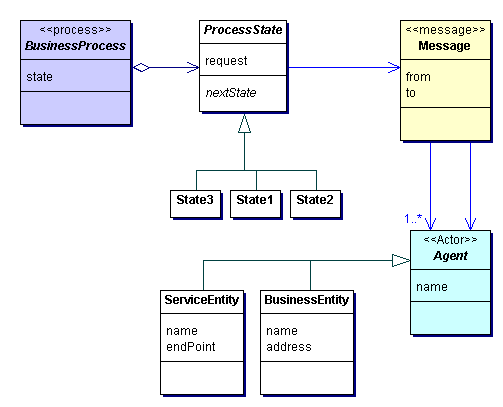 <<process>>
BusinessProcess
state
ProcessState
request
nextState
<<message>>
Message
from
to
State3
State1
State2
1..*
<<Actor>>
Agent
name
ServiceEntity
name
endPoint
BusinessEntity
name
address